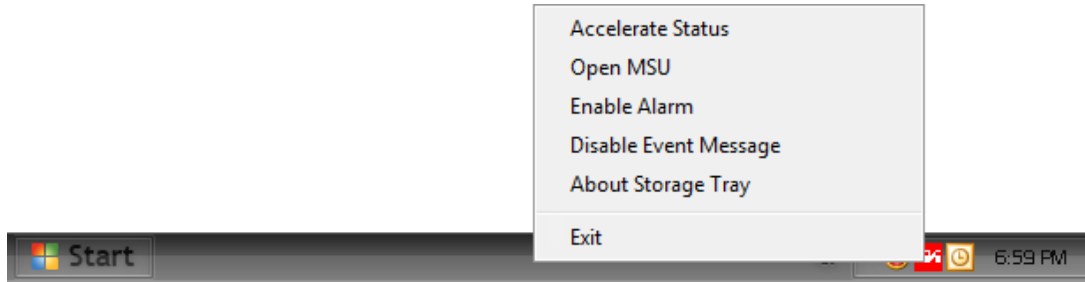 Accelerate Status
Open MSU
Enable Alarm
Disable Event Message
About Storage Tray
Exit
Start
6:59 PM